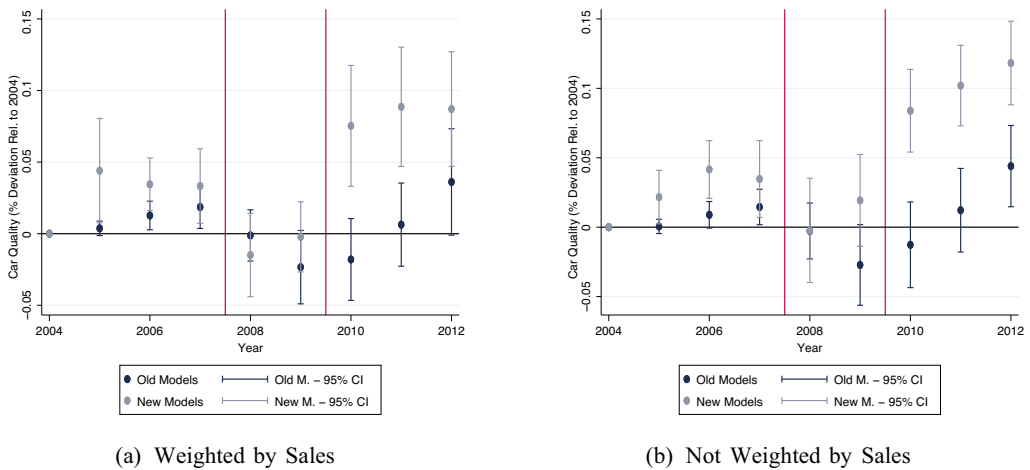 Car Quality (% Deviation Rel. to 2004)
0.15
0.1
0.05
0
−0.05
2004 2006 2008 2010 2012
Year
Old Models Old M. − 95% CI
New Models New M. − 95% CI
(a) Weighted by Sales
Car Quality (% Deviation Rel. to 2004)
0.15
0.1
0.05
0
−0.05
2004 2006 2008 2010 2012
Year
Old Models Old M. − 95% CI
New Models New M. − 95% CI
(b) Not Weighted by Sales